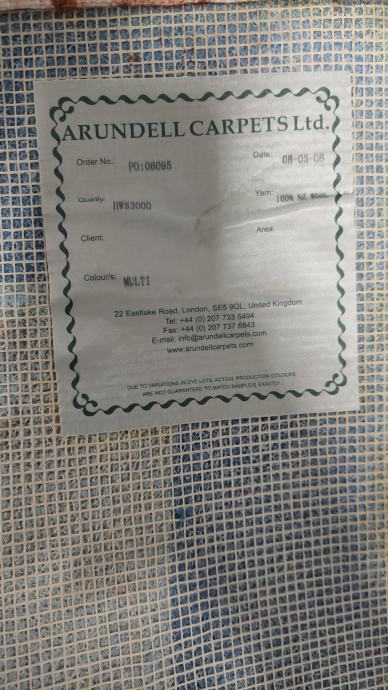 ARUNDELL CARPETS Ltd.
Order No.: PO:06095 Date: 08-03-06
Quality: HWS3000 Yarn: 100% NZ WOOL
Client: Area:
Colour/s: MULTI
22 Eastlake Road, London, SE5 9QL, United Kingdom
Tel: +44 (0) 207 733 5494
Fax: +44 (0) 207 737 6843
E-mail: info@arundellcarpets.com
www.arundellcarpets.com
DUE TO VARIATIONS IN DYE LOTS, ACTUAL PRODUCTION COLOURS
ARE NOT GUARANTEED TO MATCH SAMPLES EXACTLY.